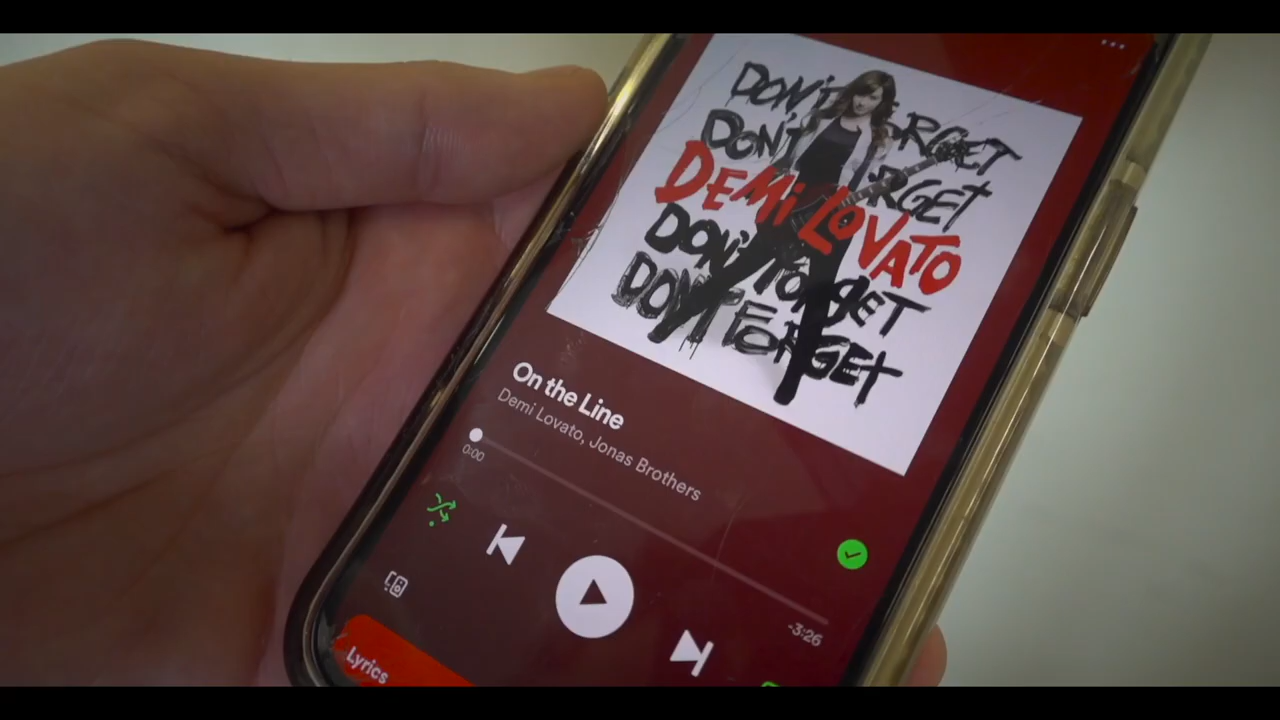 DON'T FORGET
DON'T FORGET
DEMI LOVATO
DON'T FORGET
DON'T FORGET
On the Line
Demi Lovato, Jonas Brothers
0:00
-3:26
Lyrics